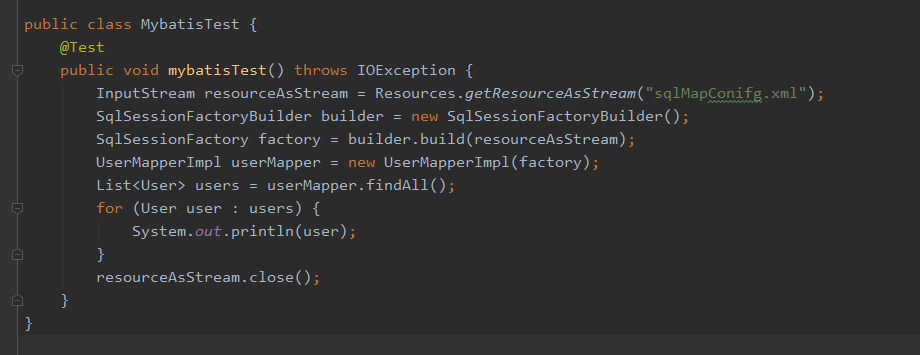 public class MybatisTest {
@Test
public void mybatisTest() throws IOException {
InputStream resourceAsStream = Resources.getResourceAsStream("sqlMapConifg.xml");
SqlSessionFactoryBuilder builder = new SqlSessionFactoryBuilder();
SqlSessionFactory factory = builder.build(resourceAsStream);
UserMapperImpl userMapper = new UserMapperImpl(factory);
List<User> users = userMapper.findAll();
for (User user : users) {
System.out.println(user);
}
resourceAsStream.close();
}
}